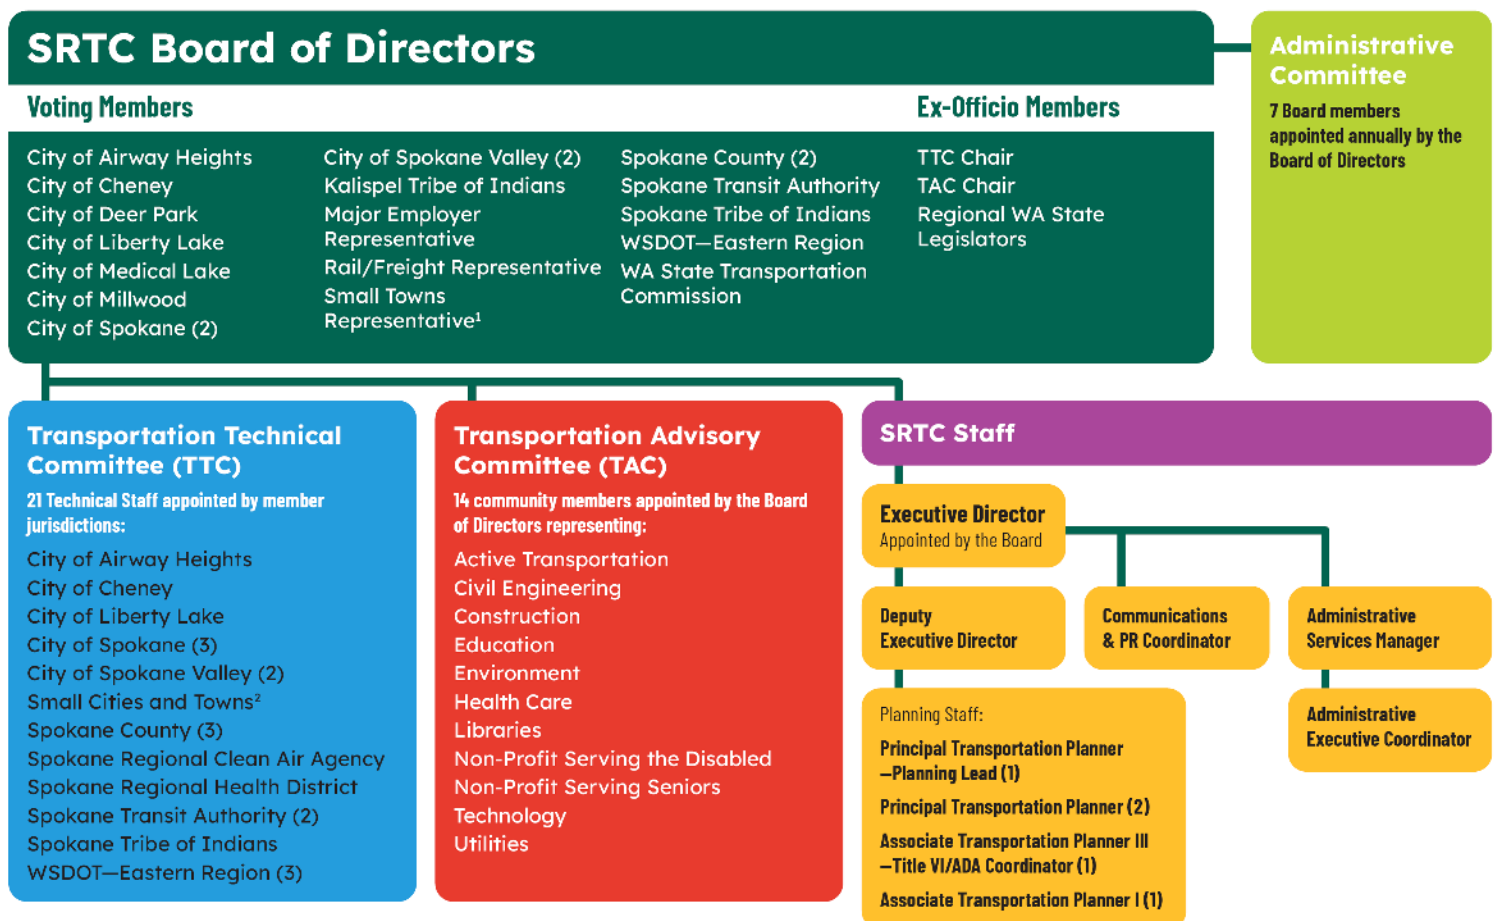 SRTC Board of Directors
Voting Members
City of Airway Heights
City of Cheney
City of Deer Park
City of Liberty Lake
City of Medical Lake
City of Millwood
City of Spokane (2)
City of Spokane Valley (2)
Kalispel Tribe of Indians
Major Employer
Representative
Rail/Freight Representative
Small Towns
Representative¹
Spokane County (2)
Spokane Transit Authority
Spokane Tribe of Indians
WSDOT—Eastern Region
WA State Transportation
Commission
Ex-Officio Members
TTC Chair
TAC Chair
Regional WA State
Legislators
Administrative
Committee
7 Board members
appointed annually by the
Board of Directors
Transportation Technical
Committee (TTC)
21 Technical Staff appointed by member
jurisdictions:
City of Airway Heights
City of Cheney
City of Liberty Lake
City of Spokane (3)
City of Spokane Valley (2)
Small Cities and Towns²
Spokane County (3)
Spokane Regional Clean Air Agency
Spokane Regional Health District
Spokane Transit Authority (2)
Spokane Tribe of Indians
WSDOT—Eastern Region (3)
Transportation Advisory
Committee (TAC)
14 community members appointed by the Board
of Directors representing:
Active Transportation
Civil Engineering
Construction
Education
Environment
Health Care
Libraries
Non-Profit Serving the Disabled
Non-Profit Serving Seniors
Technology
Utilities
SRTC Staff
Executive Director
Appointed by the Board
Deputy
Executive Director
Communications
& PR Coordinator
Administrative
Services Manager
Administrative
Executive Coordinator
Planning Staff:
Principal Transportation Planner
—Planning Lead (1)
Principal Transportation Planner (2)
Associate Transportation Planner III
—Title VI/ADA Coordinator (1)
Associate Transportation Planner I (1)